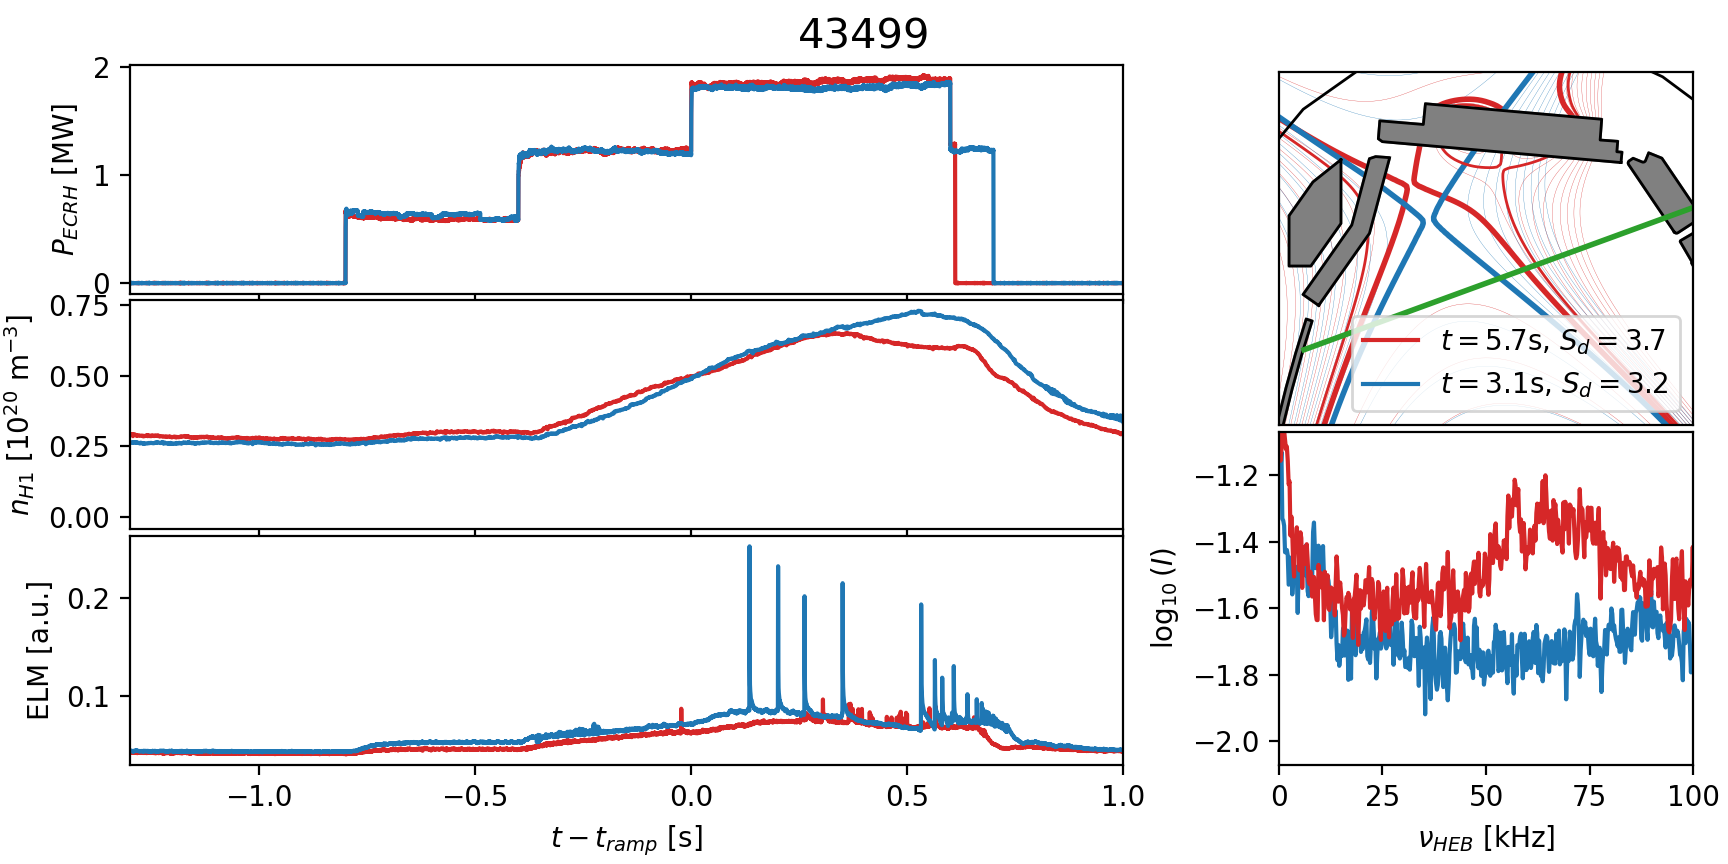 43499
P_ECRH [MW]
2
1
0
n_H1 [10^20 m^−3]
0.75
0.50
0.25
0.00
ELM [a.u.]
0.2
0.1
−1.0 −0.5 0.0 0.5 1.0
t − t_ramp [s]
t = 5.7s, S_d = 3.7
t = 3.1s, S_d = 3.2
log_10(I)
−1.2
−1.4
−1.6
−1.8
−2.0
0 25 50 75 100
ν_HEB [kHz]